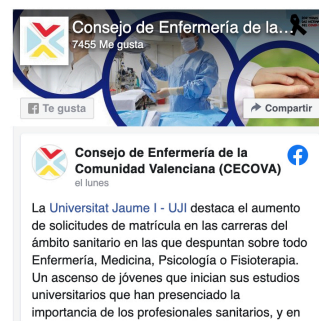 Consejo de Enfermería de la...
7455 Me gusta
Te gusta
Compartir
Consejo de Enfermería de la
Comunidad Valenciana (CECOVA)
el lunes
La Universitat Jaume I - UJI destaca el aumento
de solicitudes de matrícula en las carreras del
ámbito sanitario en las que despuntan sobre todo
Enfermería, Medicina, Psicología o Fisioterapia.
Un ascenso de jóvenes que inician sus estudios
universitarios que han presenciado la
importancia de los profesionales sanitarios, y en